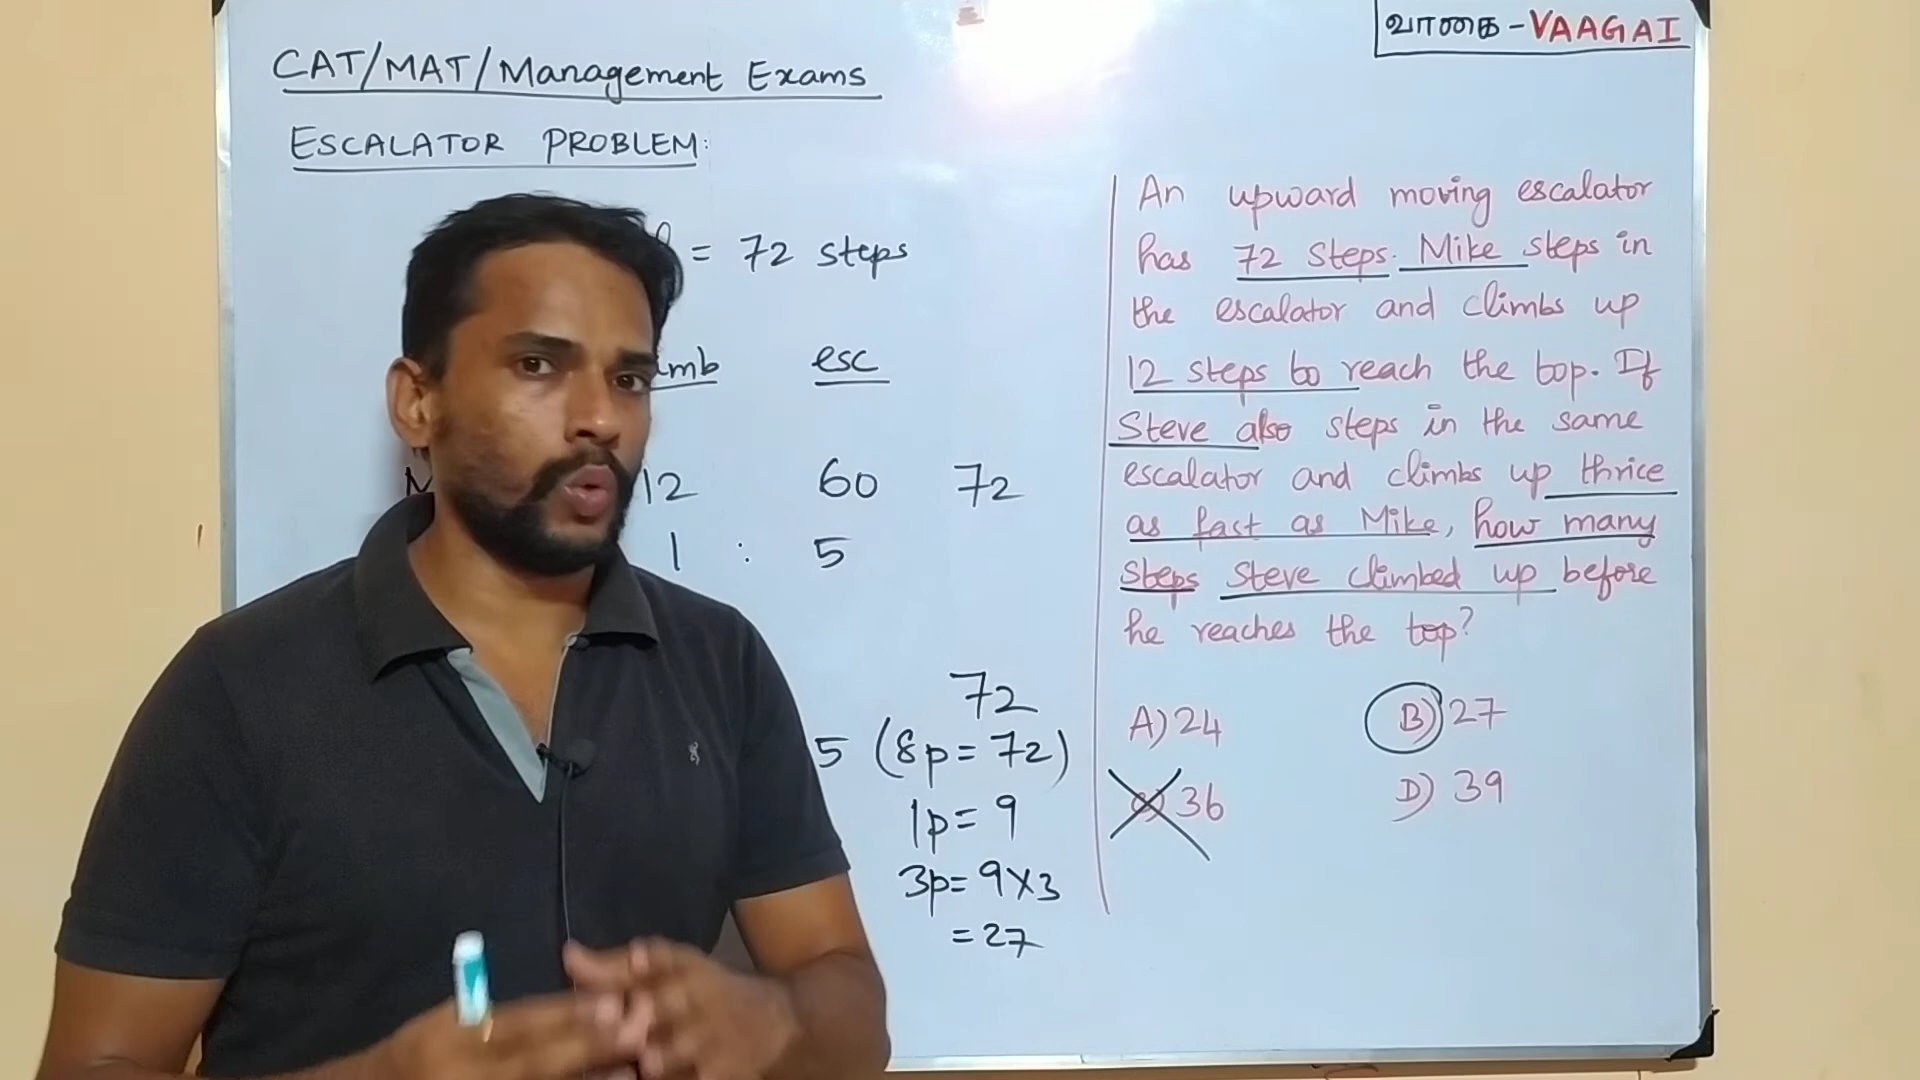 வாகை - VAAGAI
CAT/MAT/Management Exams
ESCALATOR PROBLEM:
= 72 steps
esc
12 60 72
1 : 5
72
5 (8p = 72)
1p = 9
3p = 9 x 3
= 27
An upward moving escalator
has 72 Steps. Mike steps in
the escalator and climbs up
12 steps to reach the top. If
Steve also steps in the same
escalator and climbs up thrice
as fast as Mike, how many
Steps Steve climbed up before
he reaches the top?
A) 24 B) 27
C) 36 D) 39